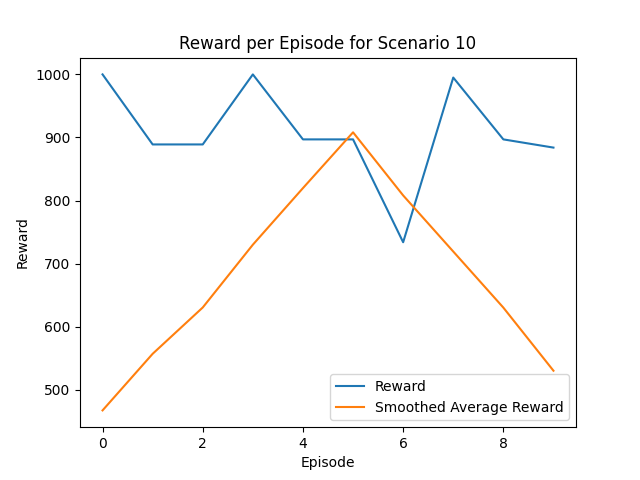 Reward per Episode for Scenario 10
1000
900
800
700
600
500
Reward
0 2 4 6 8
Episode
Reward
Smoothed Average Reward